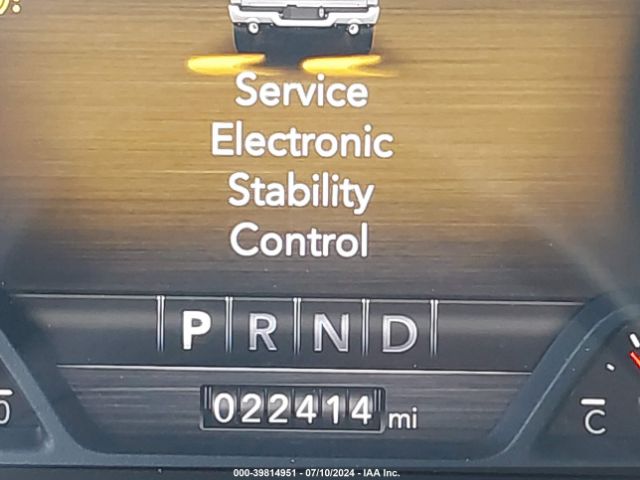 Service
Electronic
Stability
Control
P R N D
022414 mi
C
000-39814951 - 07/10/2024 - IAA Inc.